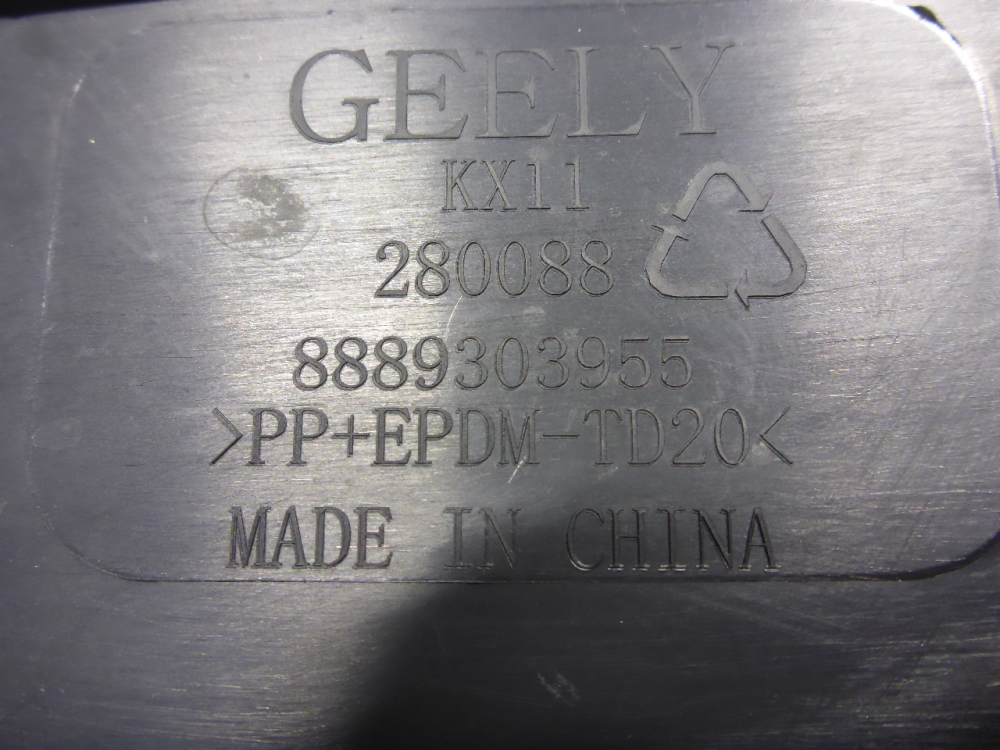 GEELY
KX11
280088
8889303955
>PP+EPDM-TD20<
MADE IN CHINA